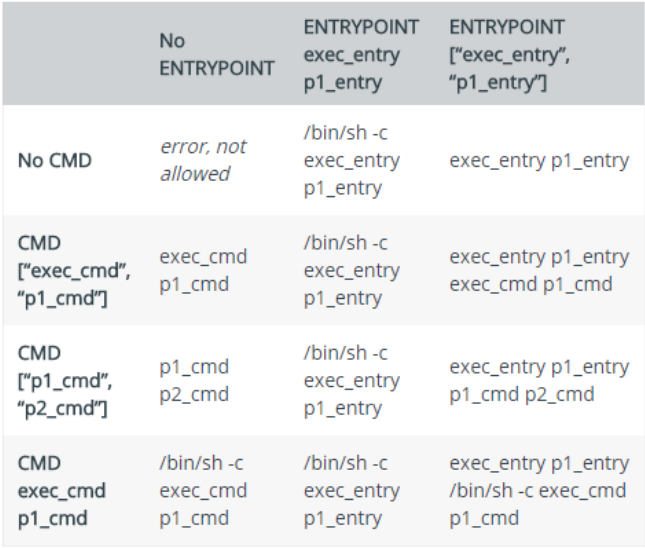 No
ENTRYPOINT
ENTRYPOINT
exec_entry
p1_entry
ENTRYPOINT
[“exec_entry”,
“p1_entry”]
No CMD
error, not
allowed
/bin/sh -c
exec_entry
p1_entry
exec_entry p1_entry
CMD
[“exec_cmd”,
“p1_cmd”]
exec_cmd
p1_cmd
/bin/sh -c
exec_entry
p1_entry
exec_entry p1_entry
exec_cmd p1_cmd
CMD
[“p1_cmd”,
“p2_cmd”]
p1_cmd
p2_cmd
/bin/sh -c
exec_entry
p1_entry
exec_entry p1_entry
p1_cmd p2_cmd
CMD
exec_cmd
p1_cmd
/bin/sh -c
exec_cmd
p1_cmd
/bin/sh -c
exec_entry
p1_entry
exec_entry p1_entry
/bin/sh -c exec_cmd
p1_cmd